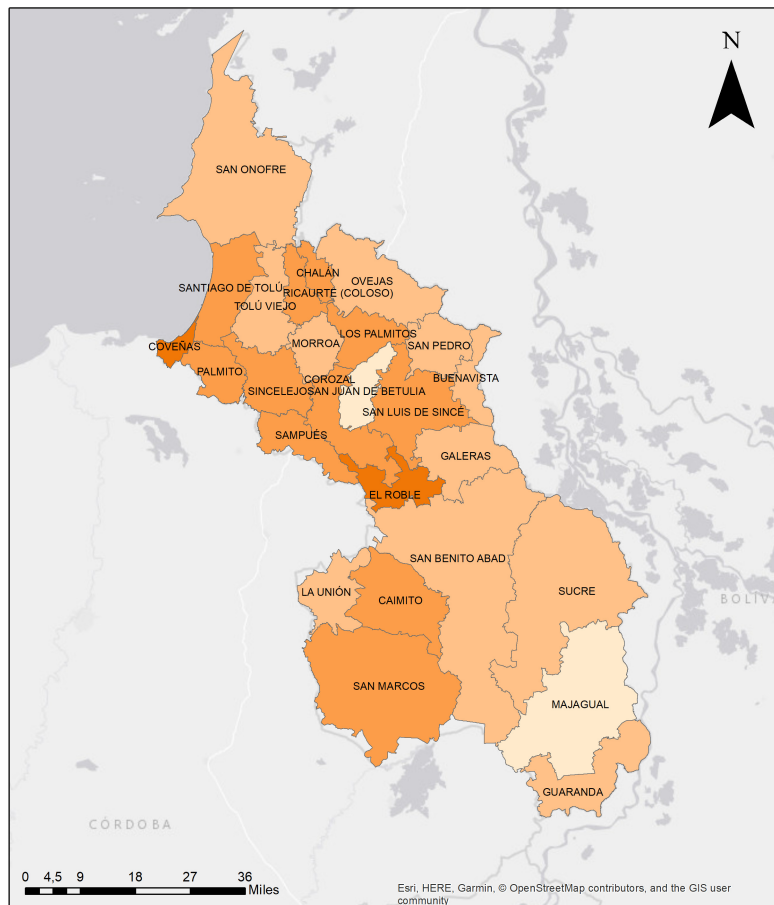 N
SAN ONOFRE
CHALÁN
OVEJAS
SANTIAGO DE TOLÚ
RICAURTE (COLOSO)
TOLÚ VIEJO
LOS PALMITOS
COVEÑAS
MORROA
SAN PEDRO
PALMITO
COROZAL
BUENAVISTA
SINCELEJO
SAN JUAN DE BETULIA
SAN LUIS DE SINCÉ
SAMPUÉS
GALERAS
EL ROBLE
SAN BENITO ABAD
LA UNIÓN
CAIMITO
SUCRE
BOLÍV
SAN MARCOS
MAJAGUAL
GUARANDA
CÓRDOBA
0 4,5 9 18 27 36
Miles
Esri, HERE, Garmin, © OpenStreetMap contributors, and the GIS user
community